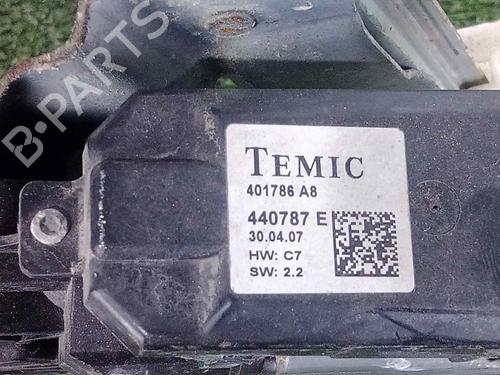 B-PARTS
TEMIC
401786 A8
440787 E
30.04.07
HW: C7
SW: 2.2